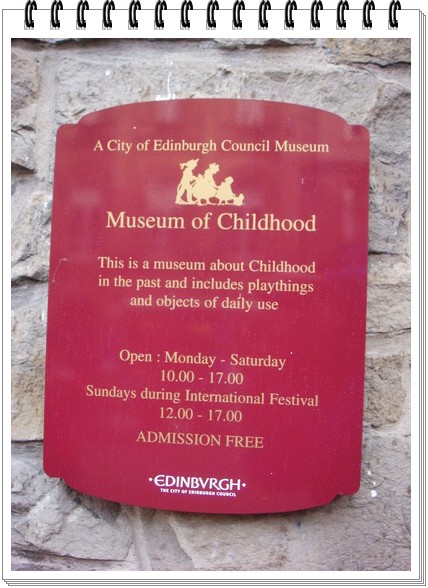 A City of Edinburgh Council Museum
Museum of Childhood
This is a museum about Childhood
in the past and includes playthings
and objects of daily use
Open : Monday - Saturday
10.00 - 17.00
Sundays during International Festival
12.00 - 17.00
ADMISSION FREE
·EDINBVRGH·
THE CITY OF EDINBURGH COUNCIL